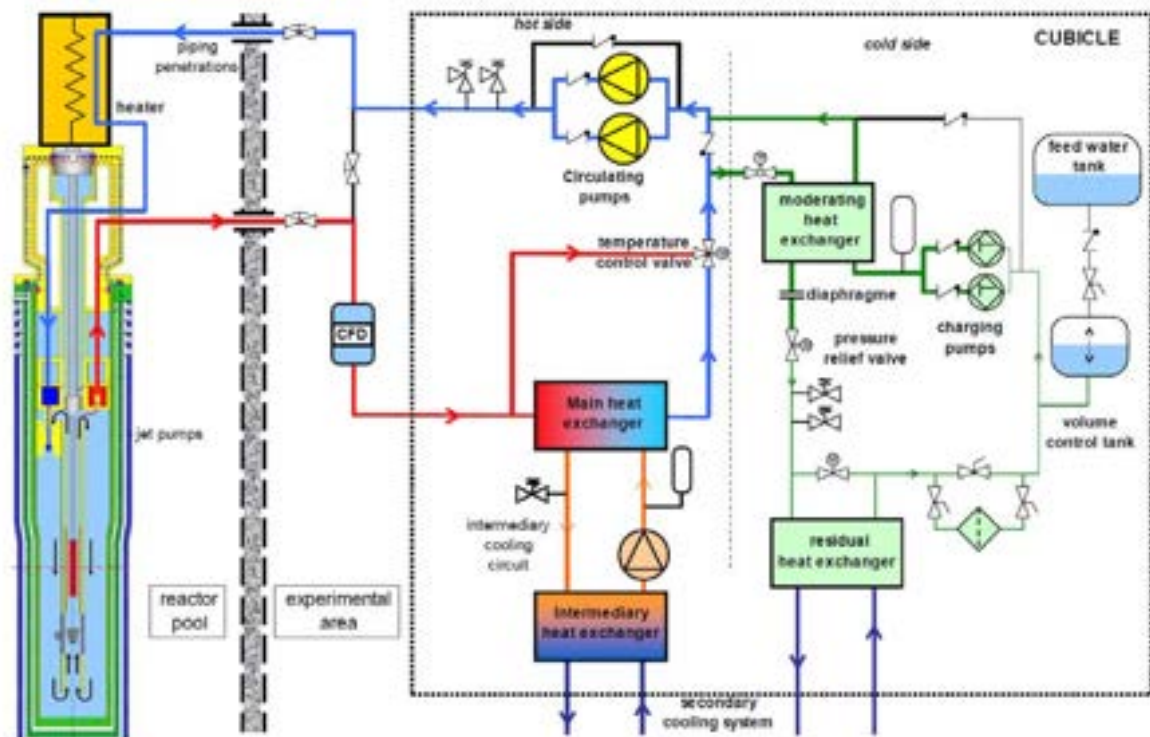 hot side
cold side
CUBICLE
piping
penetrations
heater
Circulating
pumps
feed water
tank
moderating
heat
exchanger
temperature
control valve
diaphragme
CFD
pressure
relief valve
charging
pumps
Main heat
exchanger
volume
control tank
jet pumps
intermediary
cooling
circuit
residual
heat exchanger
reactor
pool
experimental
area
Intermediary
heat exchanger
secondary
cooling system